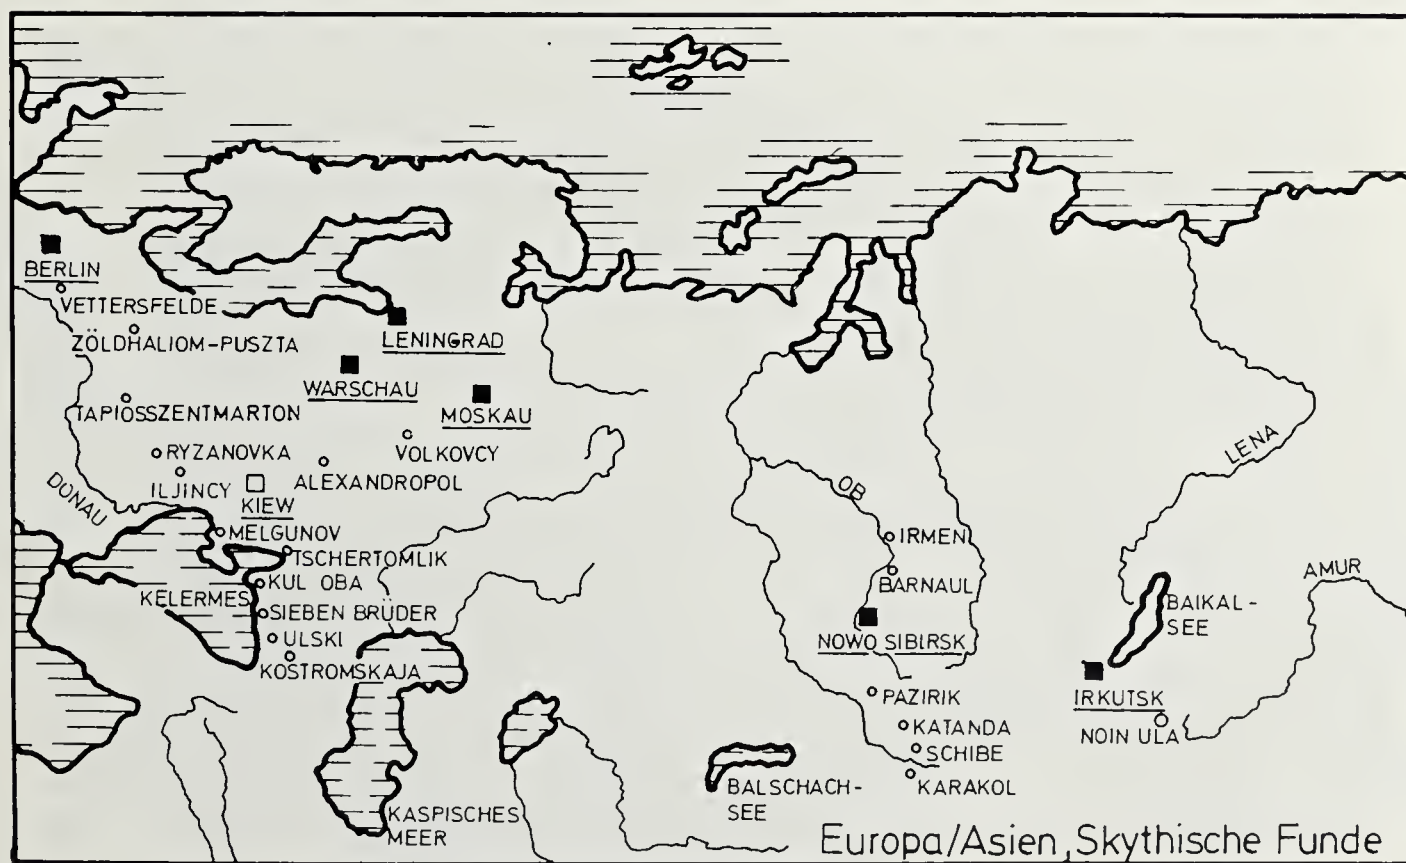 BERLIN
VETTERSFELDE
ZÖLDHALIOM-PUSZTA
LENINGRAD
WARSCHAU
MOSKAU
TAPIOSSZENTMARTON
VOLKOVCY
RYZANOVKA
ALEXANDROPOL
ILJINCY
KIEW
DONAU
MELGUNOV
TSCHERTOMLIK
KUL OBA
KELERMES
SIEBEN BRÜDER
ULSKI
KOSTROMSKAJA
KASPISCHES
MEER
OB
IRMEN
BARNAUL
NOWO SIBIRSK
PAZIRIK
KATANDA
SCHIBE
KARAKOL
BALSCHACH-
SEE
LENA
AMUR
BAIKAL-
SEE
IRKUTSK
NOIN ULA
Europa/Asien, Skythische Funde